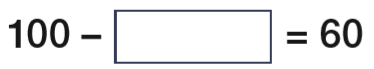 100 – = 60